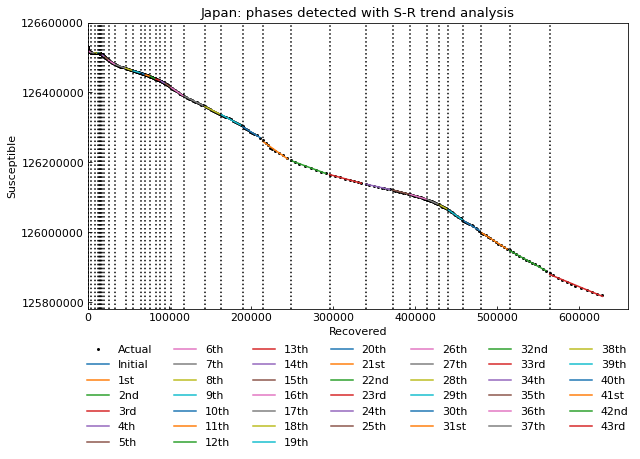 Japan: phases detected with S-R trend analysis
126600000
126400000
126200000
126000000
125800000
Susceptible
0 100000 200000 300000 400000 500000 600000
Recovered
Actual 6th 13th 20th 26th 32nd 38th
Initial 7th 14th 21st 27th 33rd 39th
1st 8th 15th 22nd 28th 34th 40th
2nd 9th 16th 23rd 29th 35th 41st
3rd 10th 17th 24th 30th 36th 42nd
4th 11th 18th 25th 31st 37th 43rd
5th 12th 19th